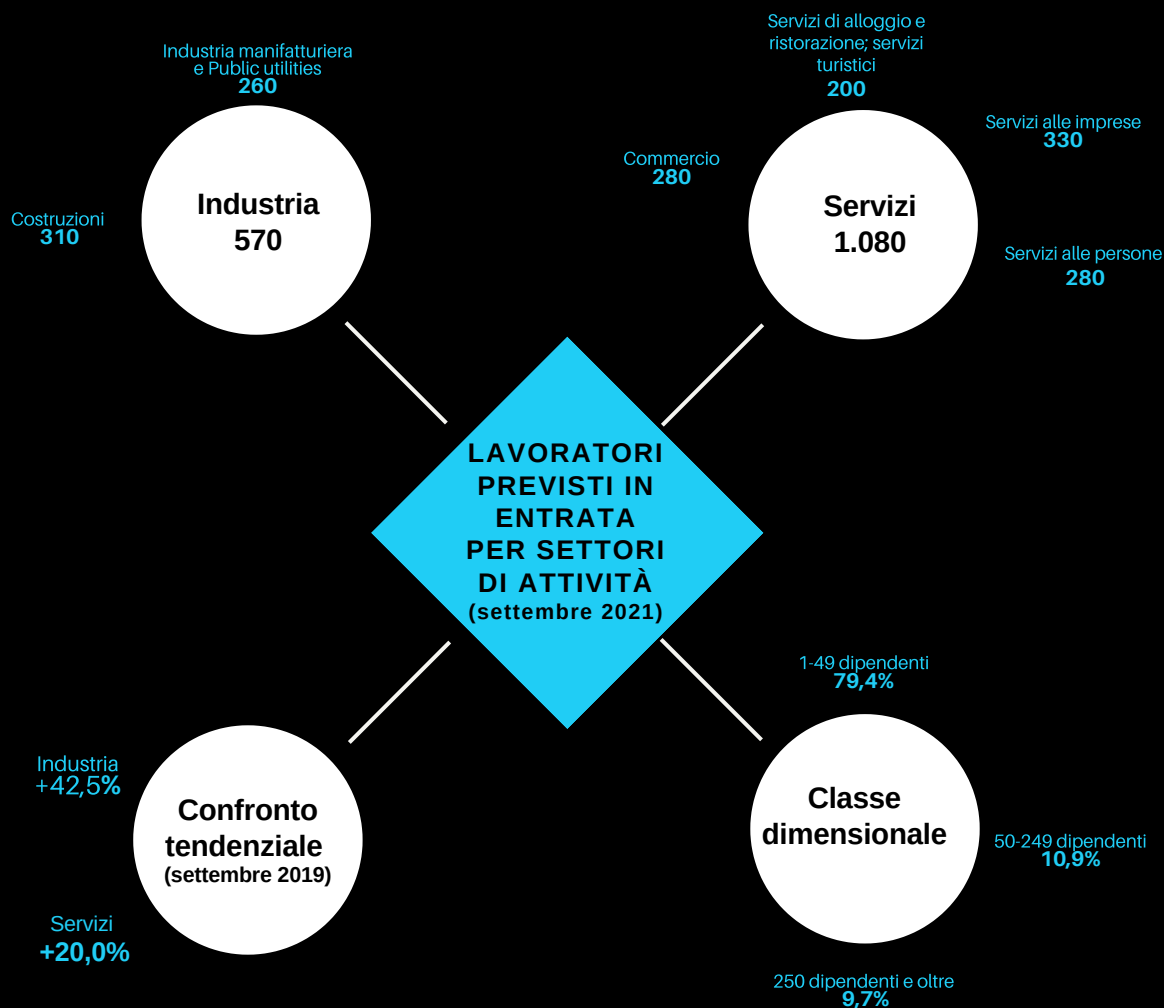 Industria manifatturiera
e Public utilities
260
Costruzioni
310
Industria
570
Servizi di alloggio e
ristorazione; servizi
turistici
200
Commercio
280
Servizi alle imprese
330
Servizi alle persone
280
Servizi
1.080
LAVORATORI
PREVISTI IN
ENTRATA
PER SETTORI
DI ATTIVITÀ
(settembre 2021)
Industria
+42,5%
Servizi
+20,0%
Confronto
tendenziale
(settembre 2019)
1-49 dipendenti
79,4%
Classe
dimensionale
50-249 dipendenti
10,9%
250 dipendenti e oltre
9,7%